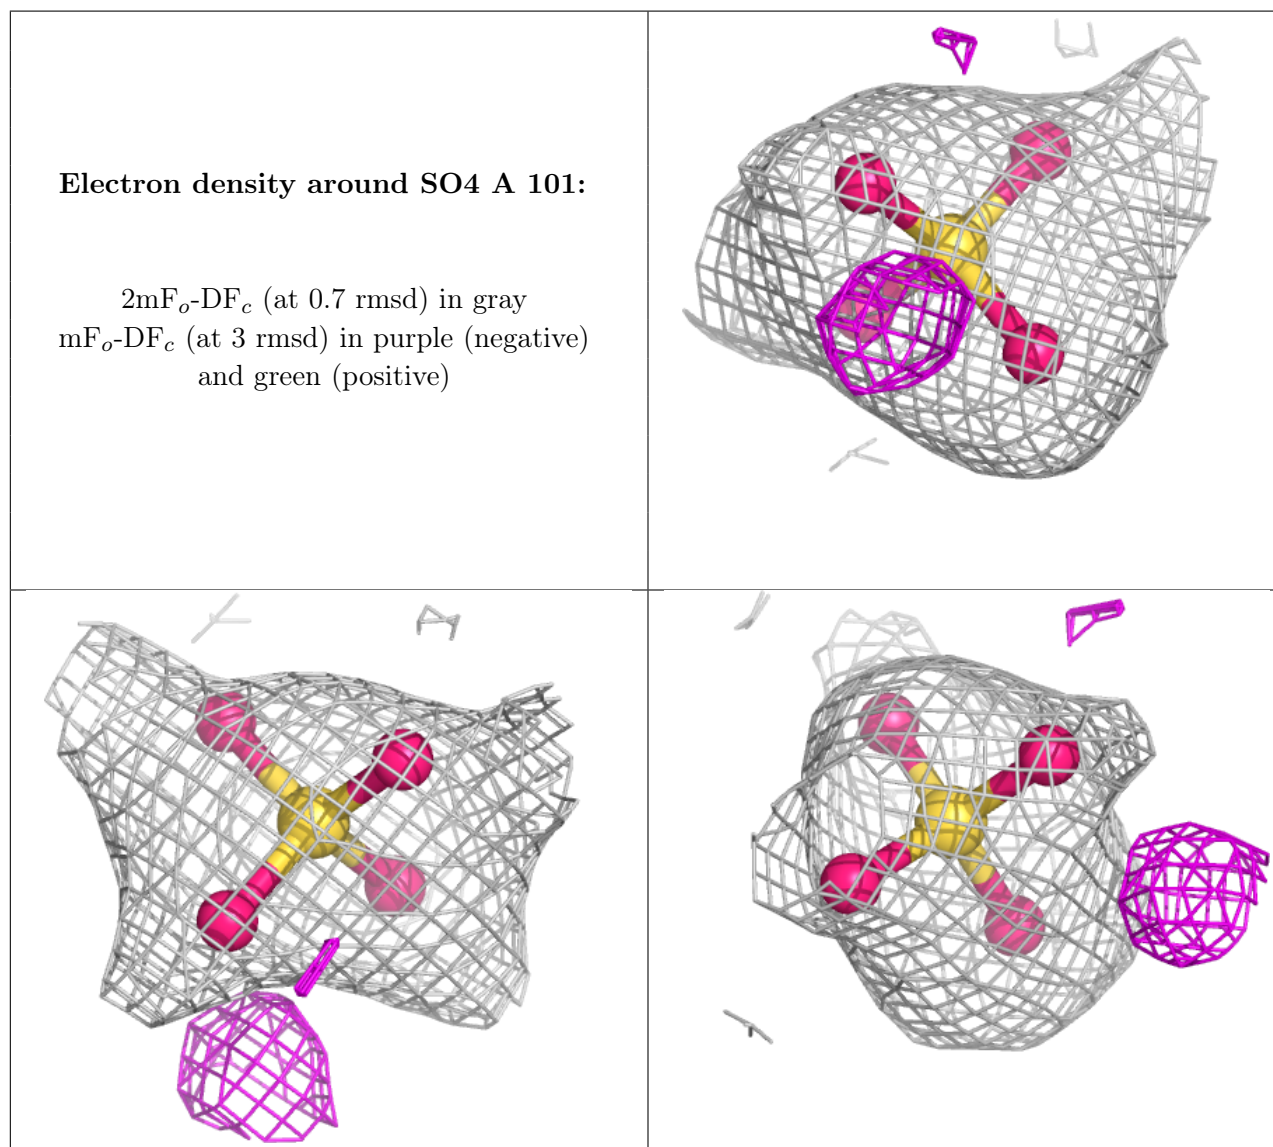 Electron density around SO4 A 101:
2mFo-DFc (at 0.7 rmsd) in gray
mFo-DFc (at 3 rmsd) in purple (negative)
and green (positive)